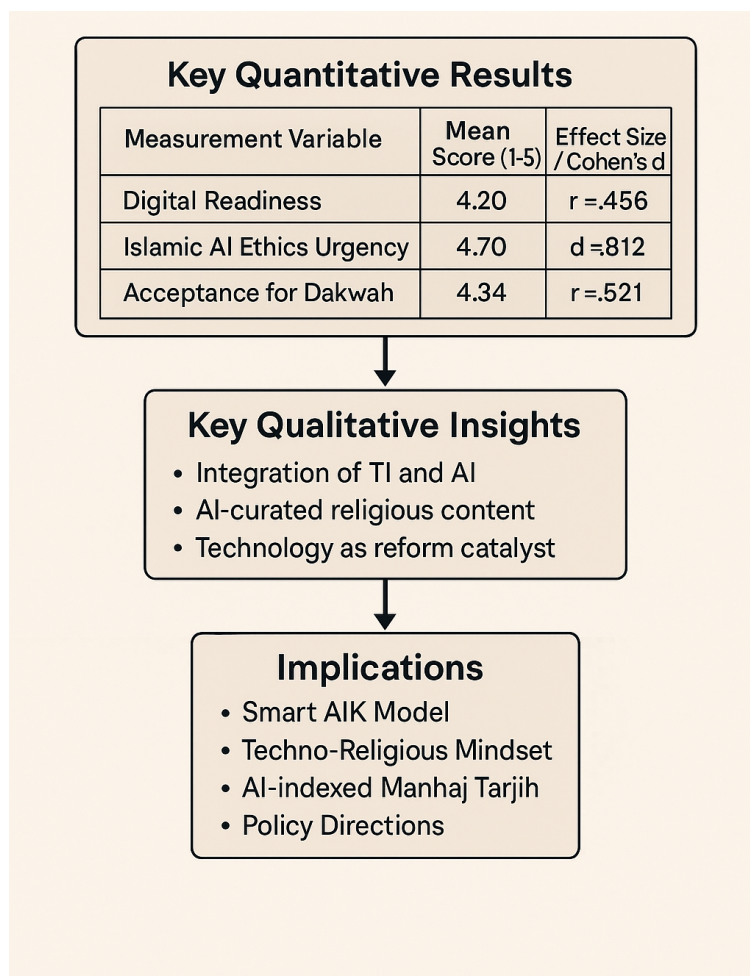 Key Quantitative Results
Measurement Variable
Mean
Score (1-5)
Effect Size
/ Cohen's d
Digital Readiness
4.20
r =.456
Islamic AI Ethics Urgency
4.70
d =.812
Acceptance for Dakwah
4.34
r =.521
Key Qualitative Insights
• Integration of TI and AI
• AI-curated religious content
• Technology as reform catalyst
Implications
• Smart AIK Model
• Techno-Religious Mindset
• AI-indexed Manhaj Tarjih
• Policy Directions